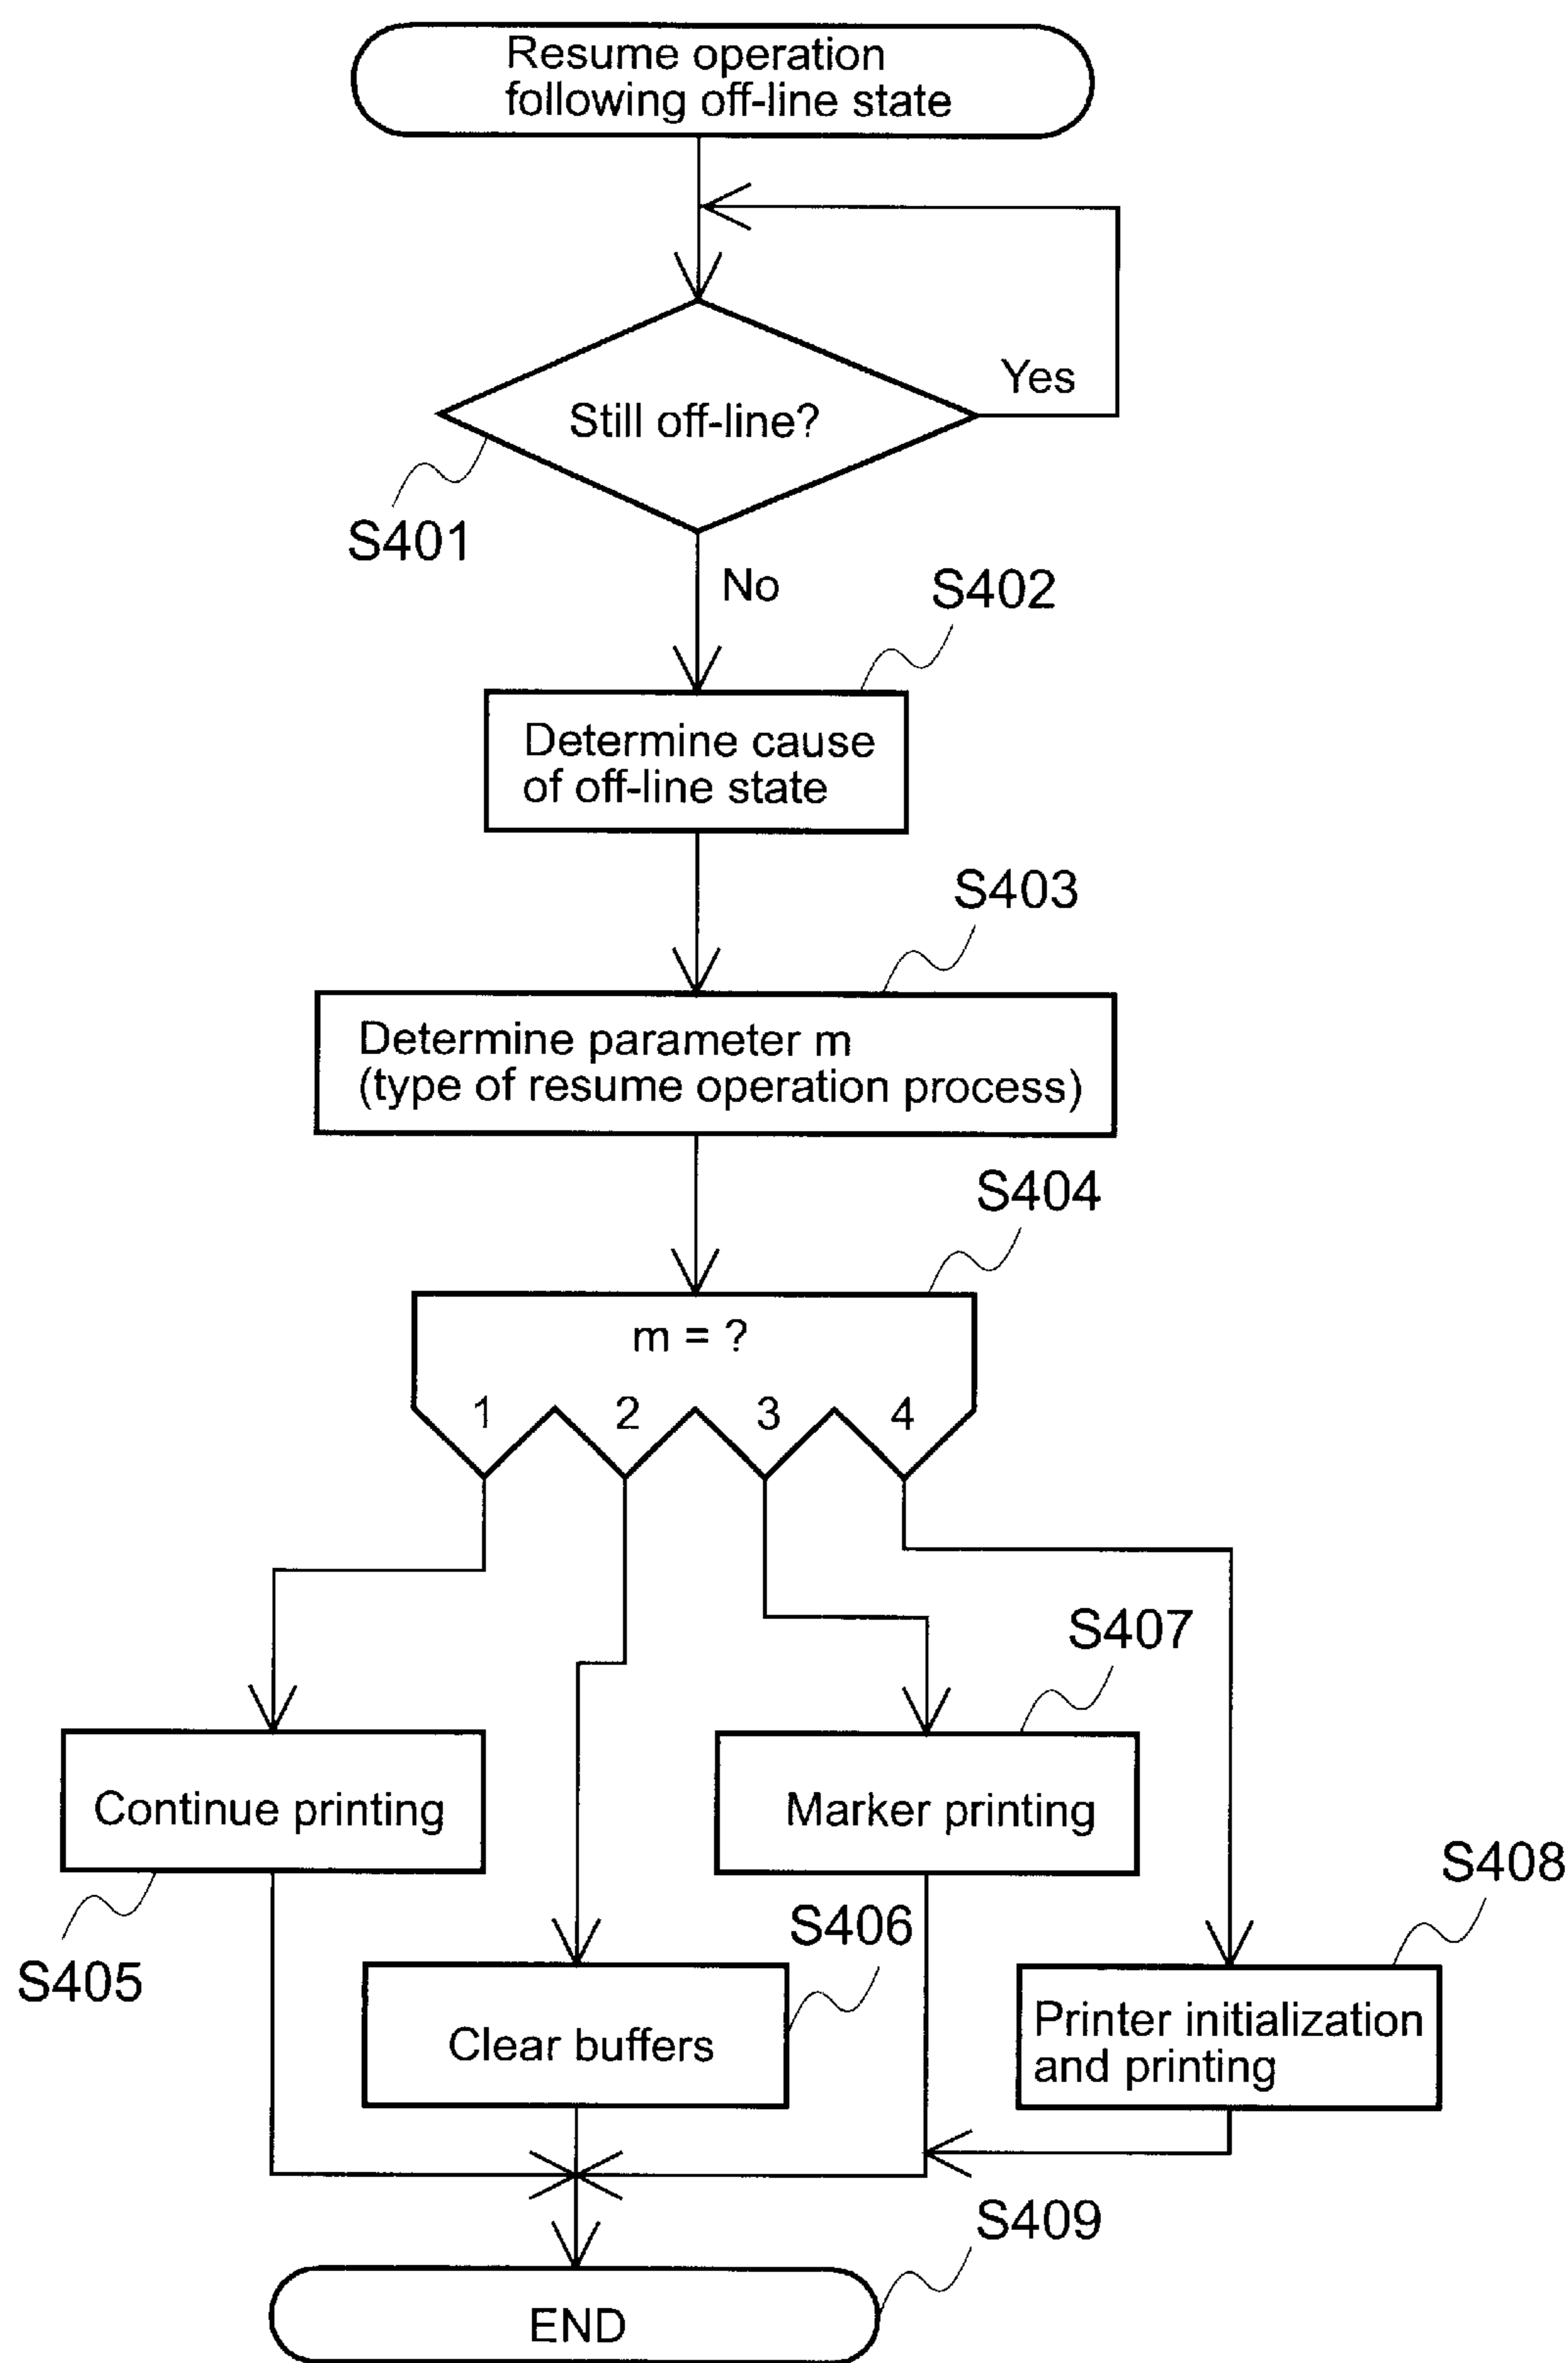 Resume operation
following off-line state
Yes
Still off-line?
S401
No
S402
Determine cause
of off-line state
S403
Determine parameter m
(type of resume operation process)
S404
m = ?
1 2 3 4
S407
Continue printing
Marker printing
S408
S406
S405
Printer initialization
and printing
Clear buffers
S409
END